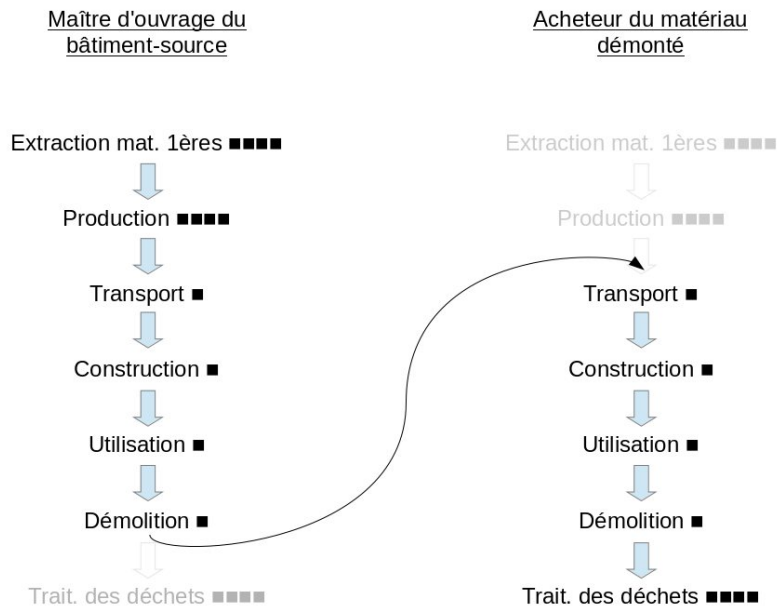 Maître d'ouvrage du
bâtiment-source
Extraction mat. 1ères ■■■■
Production ■■■■
Transport ■
Construction ■
Utilisation ■
Démolition ■
Trait. des déchets ■■■■
Acheteur du matériau
démonté
Extraction mat. 1ères ■■■■
Production ■■■■
Transport ■
Construction ■
Utilisation ■
Démolition ■
Trait. des déchets ■■■■